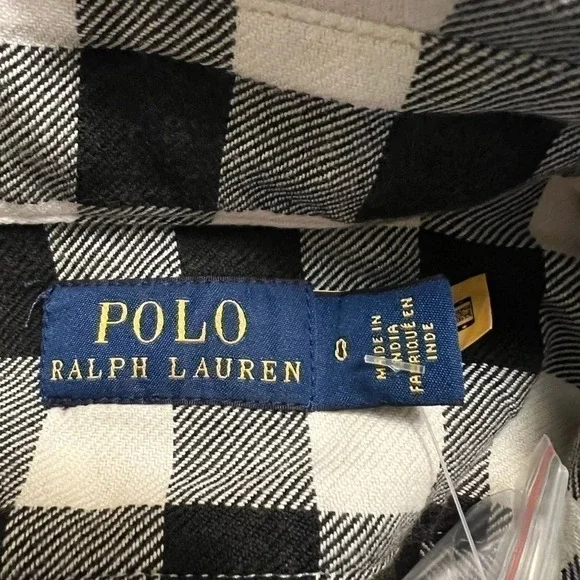 POLO
RALPH LAUREN
0
MADE IN
INDIA
FABRIQUÉ EN
INDE